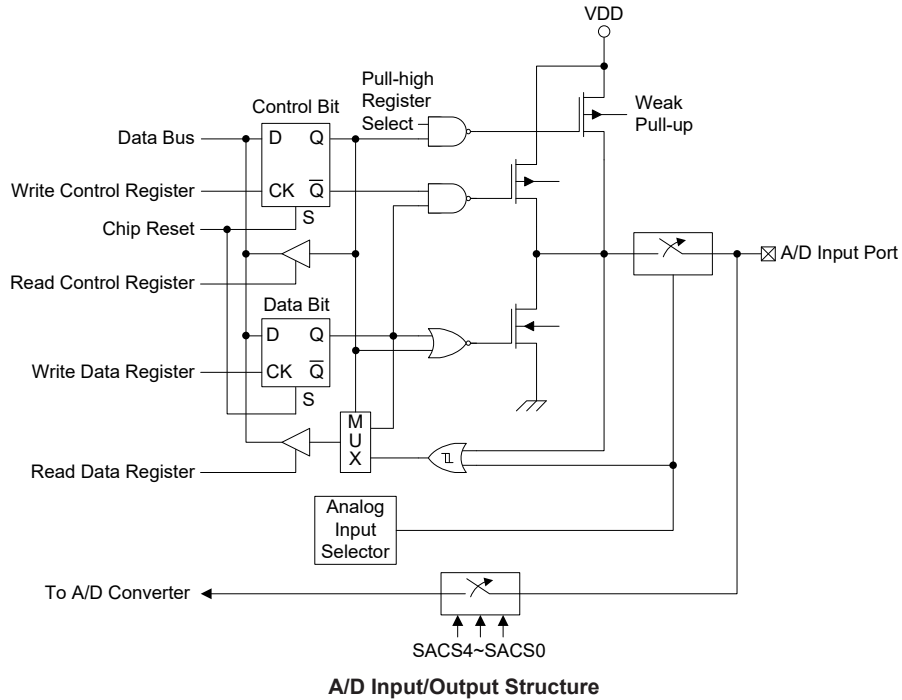 VDD
Pull-high
Register
Select
Weak
Pull-up
Control Bit
Data Bus
D
Q
Write Control Register
CK
Q̅
S
Chip Reset
A/D Input Port
Read Control Register
Data Bit
D
Q
Write Data Register
CK
Q̅
S
M
U
X
Read Data Register
Analog
Input
Selector
To A/D Converter
SACS4~SACS0
A/D Input/Output Structure